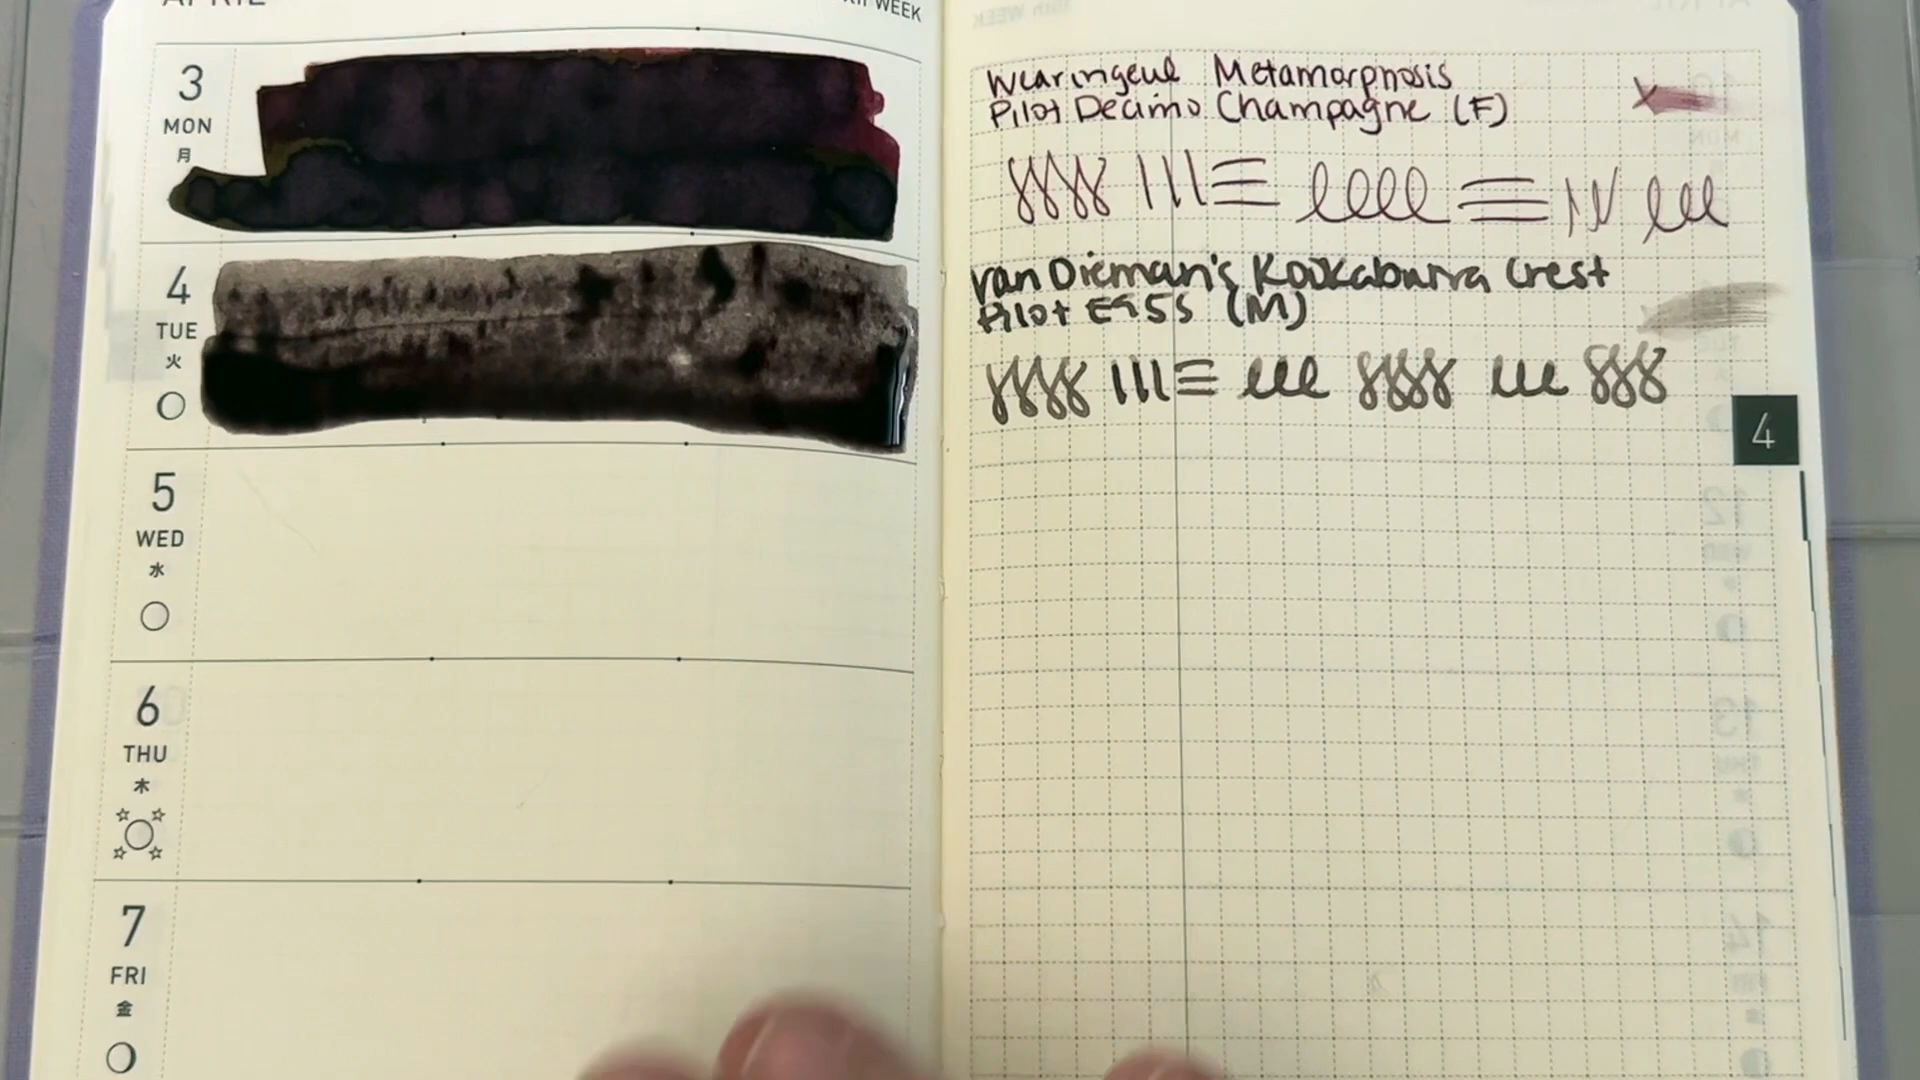 APRIL
WEEK
3
MON
月
4
TUE
火
5
WED
水
6
THU
木
7
FRI
金
Wearingeul Metamorphosis
Pilot Decimo Champagne (F)
Van Dieman's Kookaburra Crest
Pilot E95S (M)
4